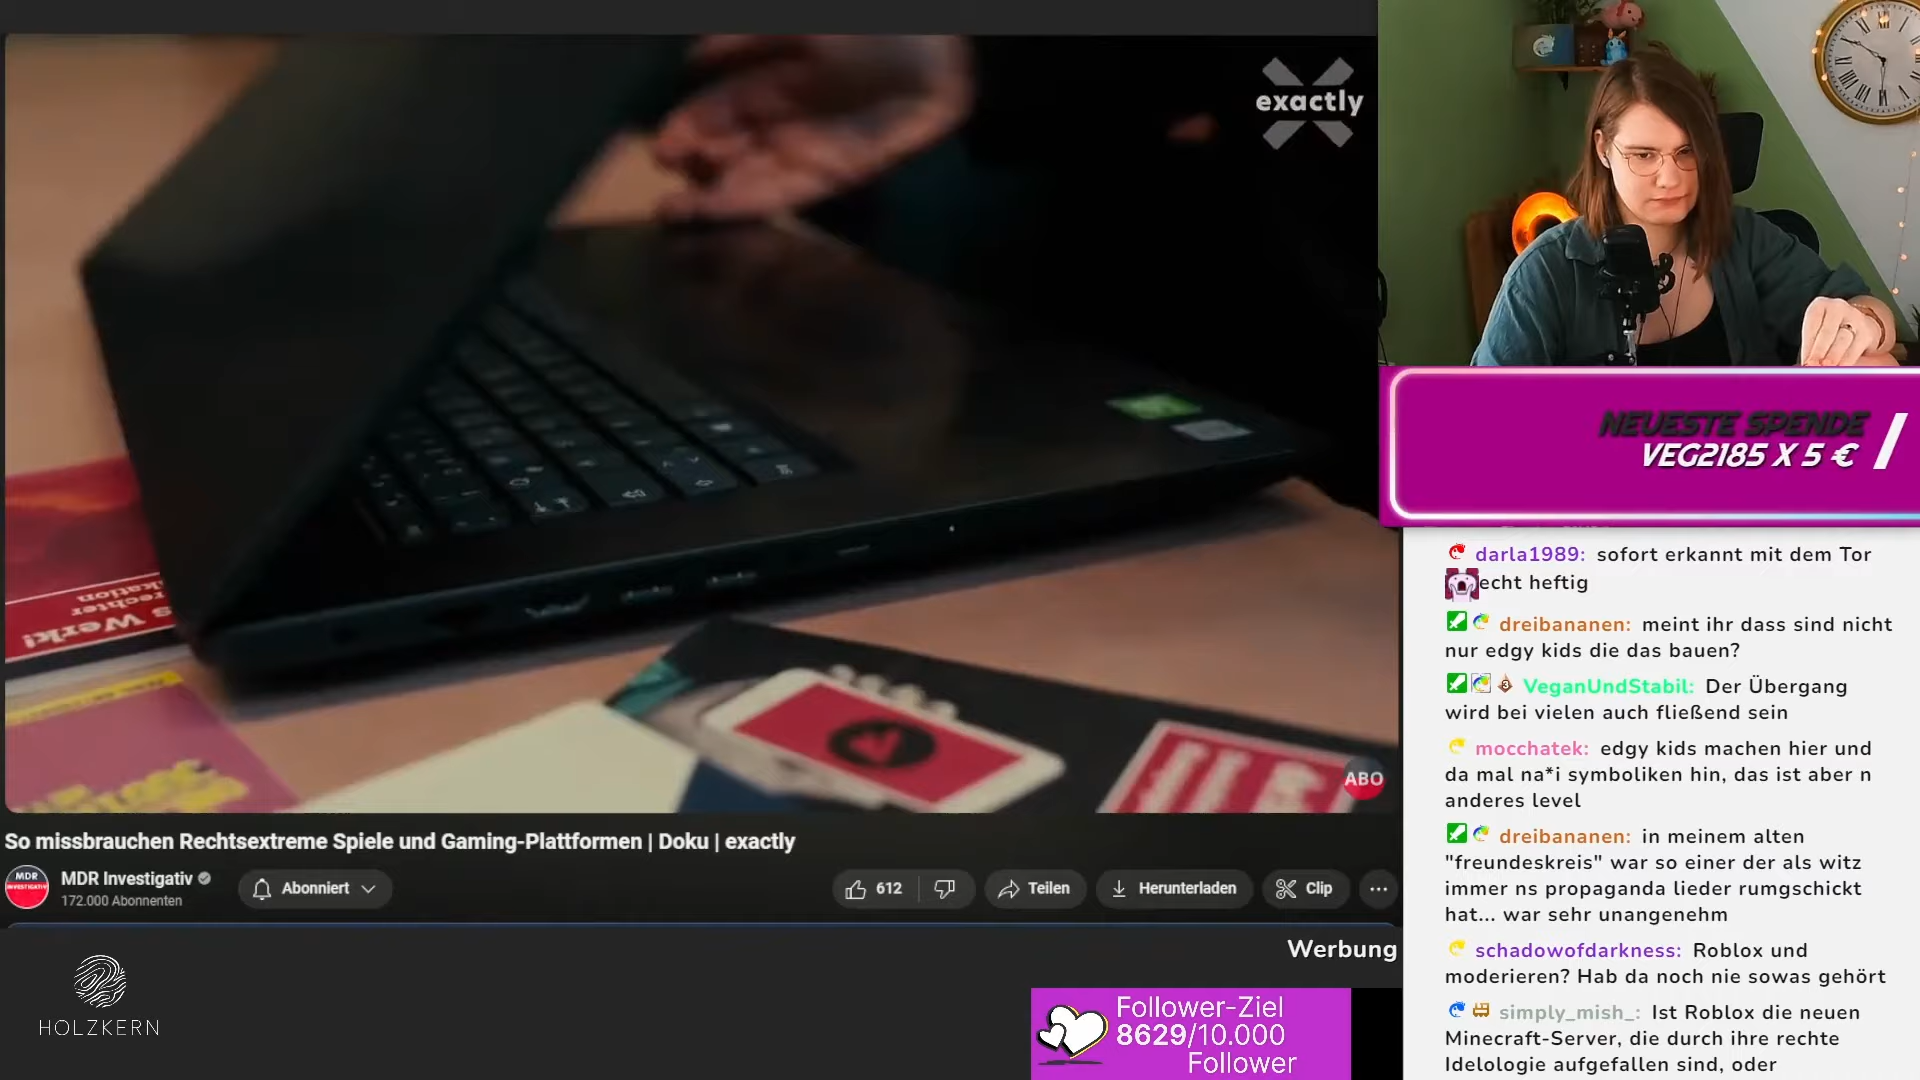 exactly
rechter
kation
s Werk!
ABO
So missbrauchen Rechtsextreme Spiele und Gaming-Plattformen | Doku | exactly
MDR
INVESTIGATIV
MDR Investigativ
172.000 Abonnenten
Abonniert
612
Teilen
Herunterladen
Clip
Werbung
HOLZKERN
Follower-Ziel
8629/10.000
Follower
NEUESTE SPENDE
VEG2185 X 5 €
darla1989: sofort erkannt mit dem Tor
echt heftig
dreibananen: meint ihr dass sind nicht
nur edgy kids die das bauen?
VeganUndStabil: Der Übergang
wird bei vielen auch fließend sein
mocchatek: edgy kids machen hier und
da mal na*i symboliken hin, das ist aber n
anderes level
dreibananen: in meinem alten
"freundeskreis" war so einer der als witz
immer ns propaganda lieder rumgschickt
hat... war sehr unangenehm
schadowofdarkness: Roblox und
moderieren? Hab da noch nie sowas gehört
simply_mish_: Ist Roblox die neuen
Minecraft-Server, die durch ihre rechte
Idelologie aufgefallen sind, oder